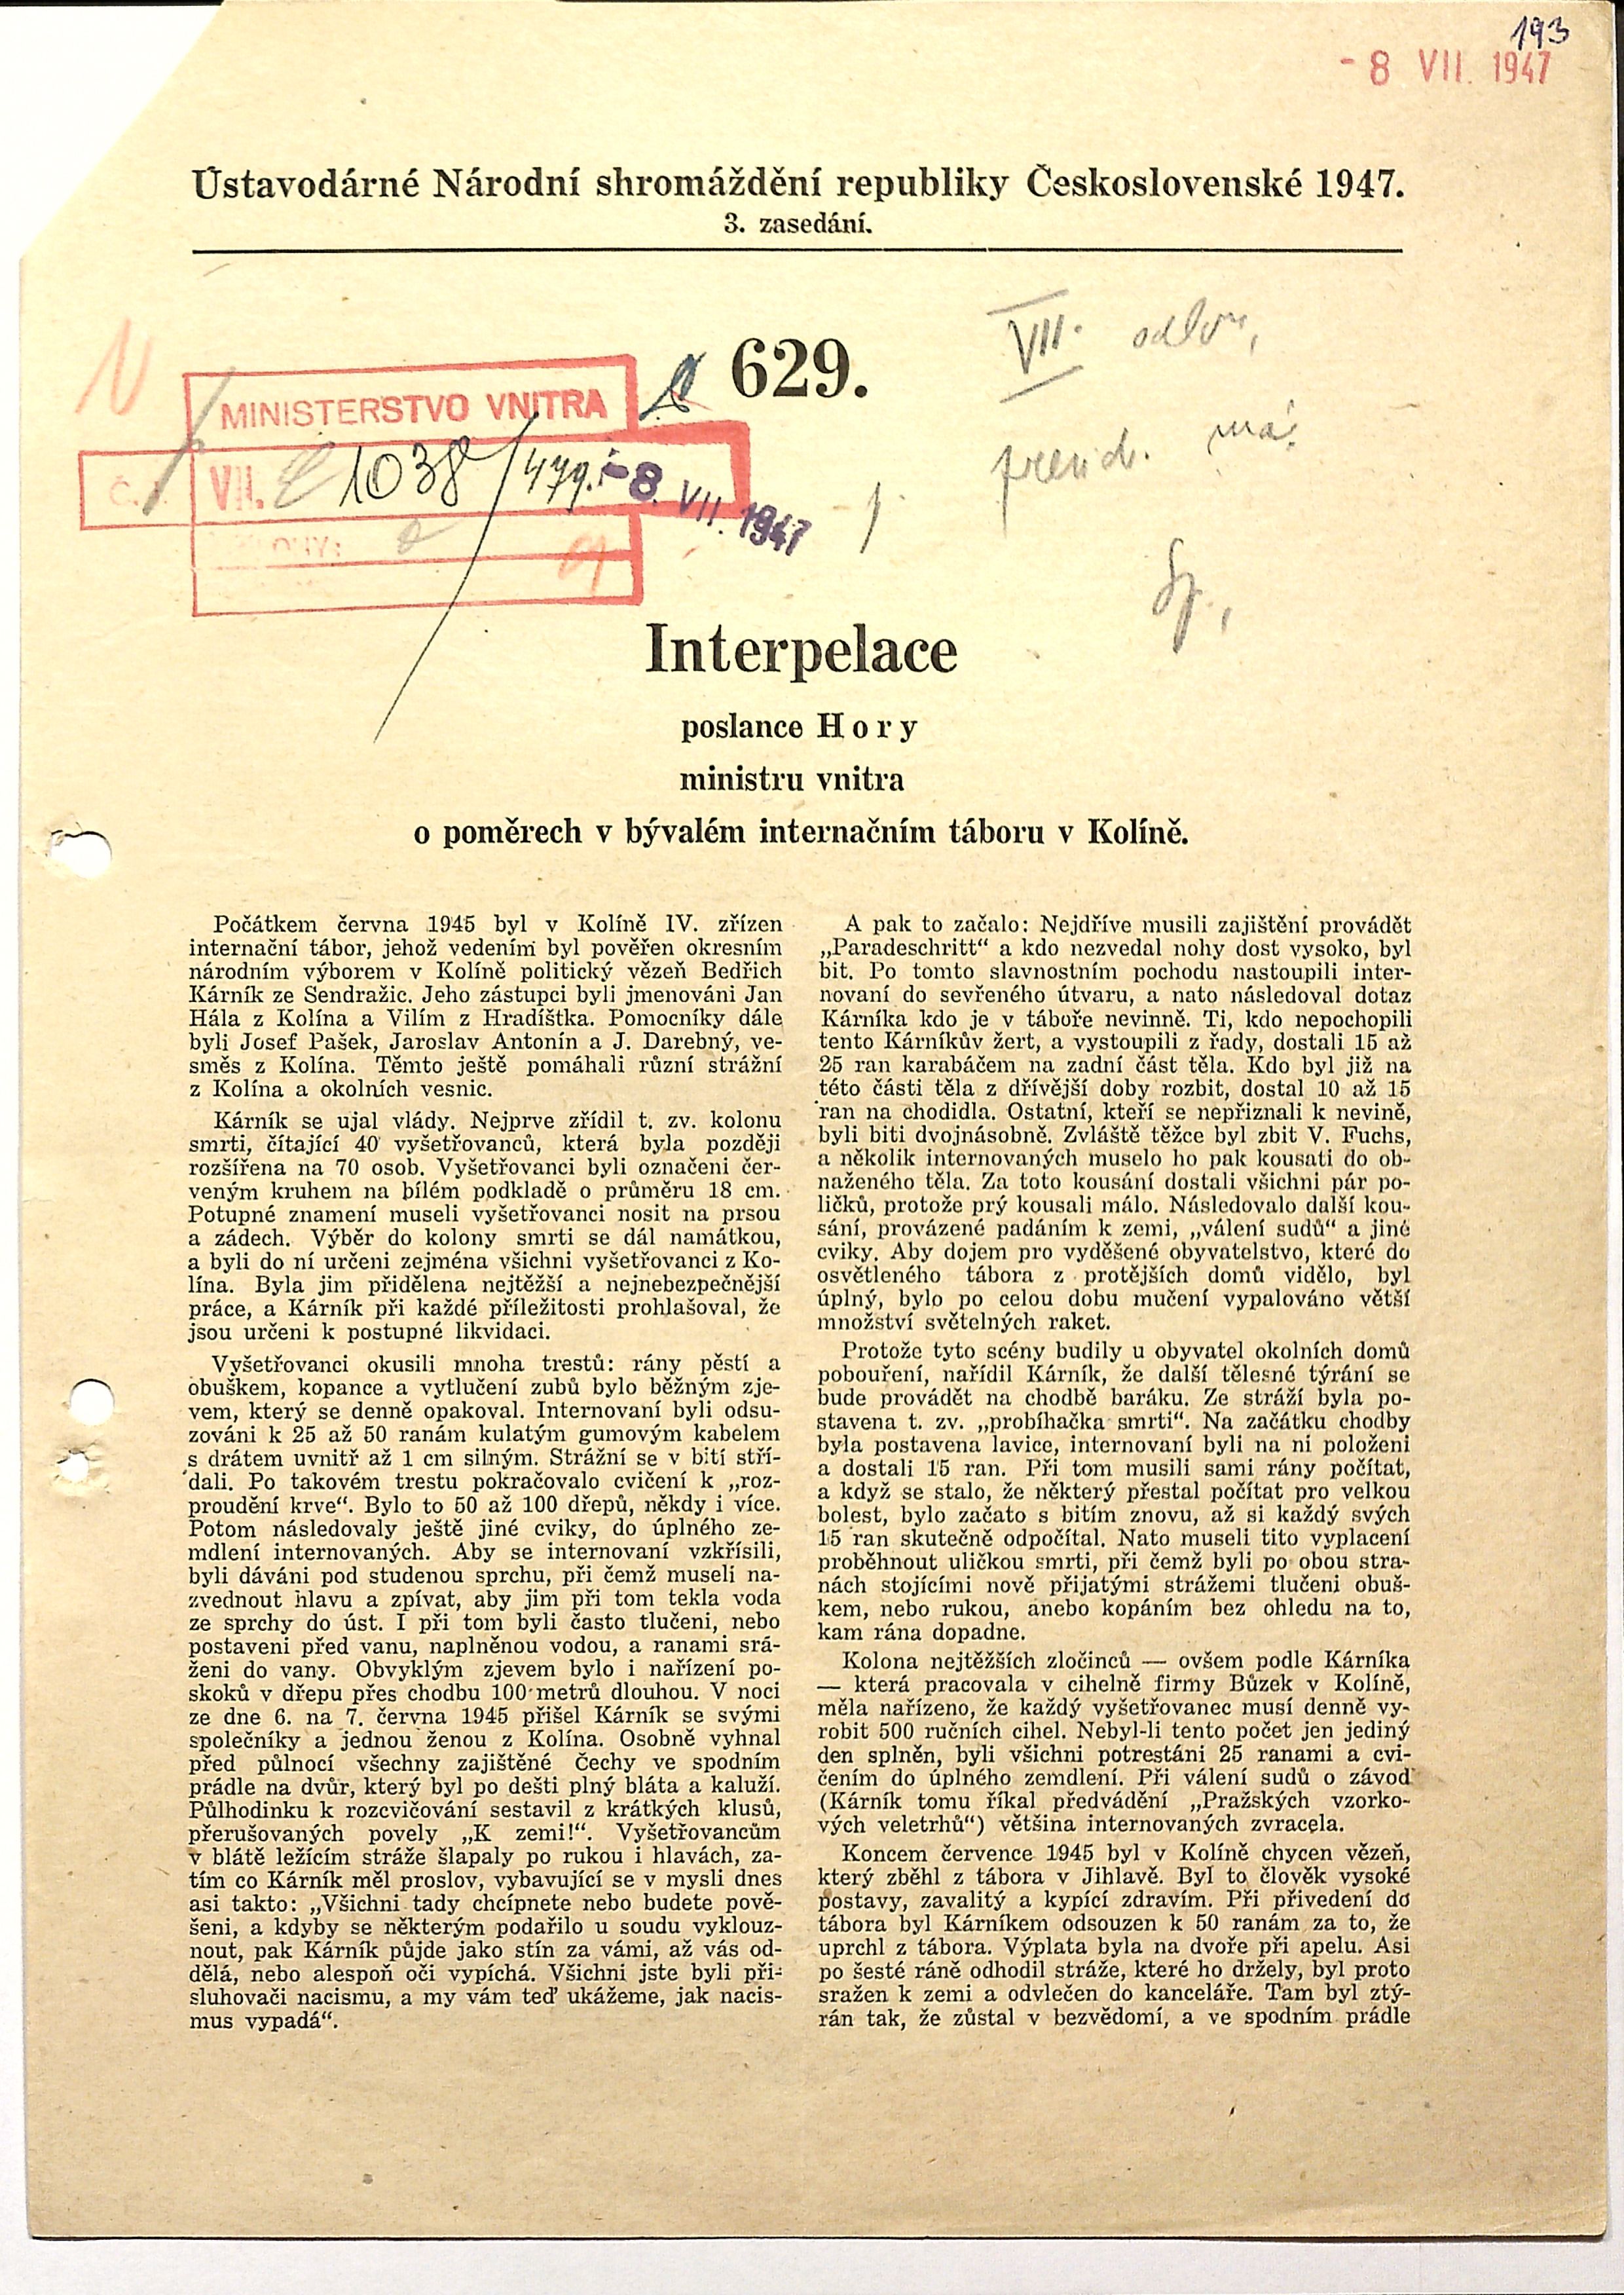 193
- 8 VII. 1947
Ústavodárné Národní shromáždění republiky Československé 1947.
3. zasedání.
629.
VII.
MINISTERSTVO VNITRA
Č.
VII. 1038/47
- 8. VII. 1947
Interpelace
poslance Hory
ministru vnitra
o poměrech v bývalém internačním táboru v Kolíně.
Počátkem června 1945 byl v Kolíně IV. zřízen
internační tábor, jehož vedením byl pověřen okresním
národním výborem v Kolíně politický vězeň Bedřich
Kárník ze Sendražic. Jeho zástupci byli jmenováni Jan
Hála z Kolína a Vilím z Hradíštka. Pomocníky dále
byli Josef Pašek, Jaroslav Antonín a J. Darebný, ve-
směs z Kolína. Těmto ještě pomáhali různí strážní
z Kolína a okolních vesnic.
Kárník se ujal vlády. Nejprve zřídil t. zv. kolonu
smrti, čítající 40 vyšetřovanců, která byla později
rozšířena na 70 osob. Vyšetřovanci byli označeni čer-
veným kruhem na bílém podkladě o průměru 18 cm.
Potupné znamení museli vyšetřovanci nosit na prsou
a zádech. Výběr do kolony smrti se dál namátkou,
a byli do ní určeni zejména všichni vyšetřovanci z Ko-
lína. Byla jim přidělena nejtěžší a nejnebezpečnější
práce, a Kárník při každé příležitosti prohlašoval, že
jsou určeni k postupné likvidaci.
Vyšetřovanci okusili mnoha trestů: rány pěstí a
obuškem, kopance a vytlučení zubů bylo běžným zje-
vem, který se denně opakoval. Internovaní byli odsu-
zováni k 25 až 50 ranám kulatým gumovým kabelem
s drátem uvnitř až 1 cm silným. Strážní se v bití stří-
dali. Po takovém trestu pokračovalo cvičení k „roz-
proudění krve“. Bylo to 50 až 100 dřepů, někdy i více.
Potom následovaly ještě jiné cviky, do úplného ze-
mdlení internovaných. Aby se internovaní vzkřísili,
byli dáváni pod studenou sprchu, při čemž museli na-
zvednout hlavu a zpívat, aby jim při tom tekla voda
ze sprchy do úst. I při tom byli často tlučeni, nebo
postaveni před vanu, naplněnou vodou, a ranami srá-
ženi do vany. Obvyklým zjevem bylo i nařízení po-
skoků v dřepu přes chodbu 100 metrů dlouhou. V noci
ze dne 6. na 7. června 1945 přišel Kárník se svými
společníky a jednou ženou z Kolína. Osobně vyhnal
před půlnocí všechny zajištěné Čechy ve spodním
prádle na dvůr, který byl po dešti plný bláta a kaluží.
Půlhodinku k rozcvičování sestavil z krátkých klusů,
přerušovaných povely „K zemi!“. Vyšetřovancům
v blátě ležícím stráže šlapaly po rukou i hlavách, za-
tím co Kárník měl proslov, vybavující se v mysli dnes
asi takto: „Všichni tady chcípnete nebo budete pově-
šeni, a kdyby se některým podařilo u soudu vyklouz-
nout, pak Kárník půjde jako stín za vámi, až vás od-
dělá, nebo alespoň oči vypíchá. Všichni jste byli při-
sluhovači nacismu, a my vám teď ukážeme, jak nacis-
mus vypadá“.
A pak to začalo: Nejdříve musili zajištění provádět
„Paradeschritt“ a kdo nezvedal nohy dost vysoko, byl
bit. Po tomto slavnostním pochodu nastoupili inter-
novaní do sevřeného útvaru, a nato následoval dotaz
Kárníka kdo je v táboře nevinně. Ti, kdo nepochopili
tento Kárníkův žert, a vystoupili z řady, dostali 15 až
25 ran karabáčem na zadní část těla. Kdo byl již na
této části těla z dřívější doby rozbit, dostal 10 až 15
ran na chodidla. Ostatní, kteří se nepřiznali k nevině,
byli biti dvojnásobně. Zvláště těžce byl zbit V. Fuchs,
a několik internovaných muselo ho pak kousati do ob-
naženého těla. Za toto kousání dostali všichni pár po-
ličků, protože prý kousali málo. Následovalo další kou-
sání, provázené padáním k zemi, „válení sudů“ a jiné
cviky. Aby dojem pro vyděšené obyvatelstvo, které do
osvětleného tábora z protějších domů vidělo, byl
úplný, bylo po celou dobu mučení vypalováno větší
množství světelných raket.
Protože tyto scény budily u obyvatel okolních domů
pobouření, nařídil Kárník, že další tělesné týrání se
bude provádět na chodbě baráku. Ze stráží byla po-
stavena t. zv. „probíhačka smrti“. Na začátku chodby
byla postavena lavice, internovaní byli na ni položeni
a dostali 15 ran. Při tom musili sami rány počítat,
a když se stalo, že některý přestal počítat pro velkou
bolest, bylo začato s bitím znovu, až si každý svých
15 ran skutečně odpočítal. Nato museli tito vyplacení
proběhnout uličkou smrti, při čemž byli po obou stra-
nách stojícími nově přijatými strážemi tlučeni obuš-
kem, nebo rukou, anebo kopáním bez ohledu na to,
kam rána dopadne.
Kolona nejtěžších zločinců — ovšem podle Kárníka
— která pracovala v cihelně firmy Bůzek v Kolíně,
měla nařízeno, že každý vyšetřovanec musí denně vy-
robit 500 ručních cihel. Nebyl-li tento počet jen jediný
den splněn, byli všichni potrestáni 25 ranami a cvi-
čením do úplného zemdlení. Při válení sudů o závod
(Kárník tomu říkal předvádění „Pražských vzorko-
vých veletrhů“) většina internovaných zvracela.
Koncem července 1945 byl v Kolíně chycen vězeň,
který zběhl z tábora v Jihlavě. Byl to člověk vysoké
postavy, zavalitý a kypící zdravím. Při přivedení do
tábora byl Kárníkem odsouzen k 50 ranám za to, že
uprchl z tábora. Výplata byla na dvoře při apelu. Asi
po šesté ráně odhodil stráže, které ho držely, byl proto
sražen k zemi a odvlečen do kanceláře. Tam byl ztý-
rán tak, že zůstal v bezvědomí, a ve spodním prádle